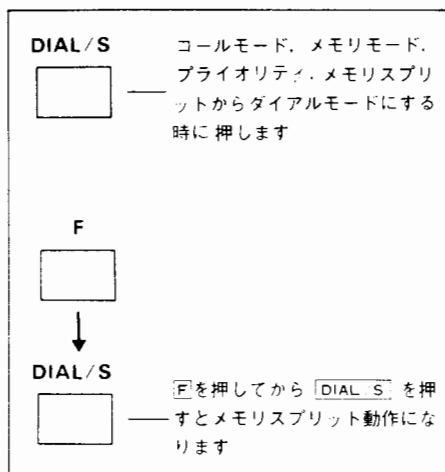 DIAL/S
コールモード, メモリモード,
プライオリティ, メモリスプリ
ットからダイアルモードにする
時に押します
F
DIAL/S
Fを押してから DIAL/S を押
すとメモリスプリット動作にな
ります